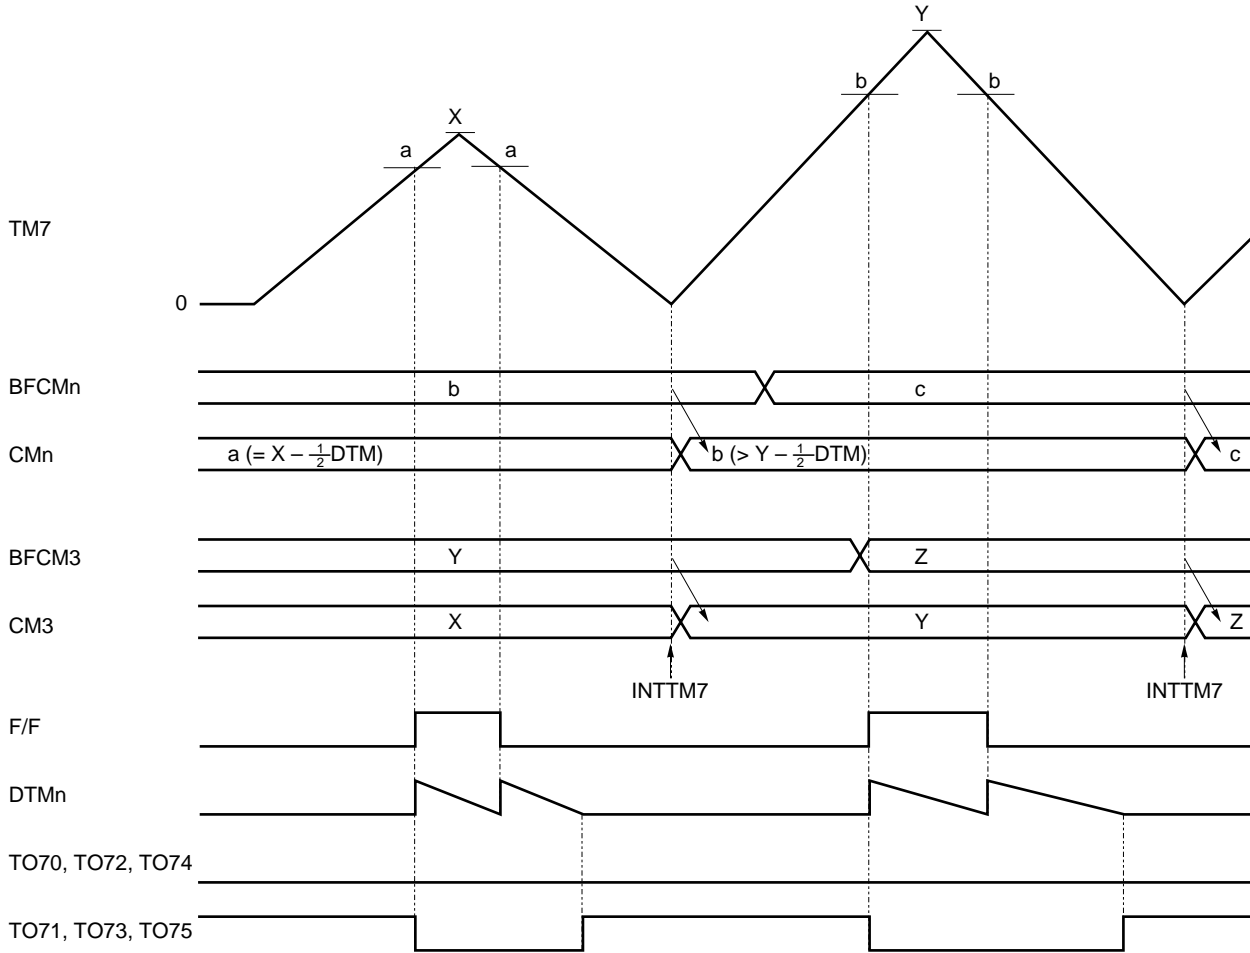 Y
b b
X
a a
TM7
0
BFCMn b c
CMn a (= X – 1/2 DTM) b (> Y – 1/2 DTM) c
BFCM3 Y Z
CM3 X Y Z
INTTM7 INTTM7
F/F
DTMn
TO70, TO72, TO74
TO71, TO73, TO75